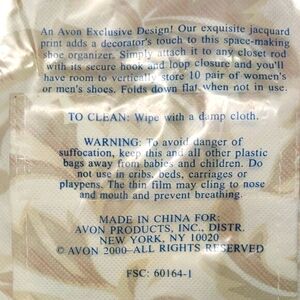 An Avon Exclusive Design! Our exquisite jacquard
print adds a decorator's touch to this space-making
shoe organizer. Simply attach it to any closet rod
with its secure hook and loop closure and you'll
have room to vertically store 10 pair of women's
or men's shoes. Folds down flat when not in use.
TO CLEAN: Wipe with a damp cloth.
WARNING: To avoid danger of
suffocation, keep this and all other plastic
bags away from babies and children. Do
not use in cribs, beds, carriages or
playpens. The thin film may cling to nose
and mouth and prevent breathing.
MADE IN CHINA FOR:
AVON PRODUCTS, INC., DISTR.
NEW YORK, NY 10020
© AVON 2000 ALL RIGHTS RESERVED
FSC: 60164-1